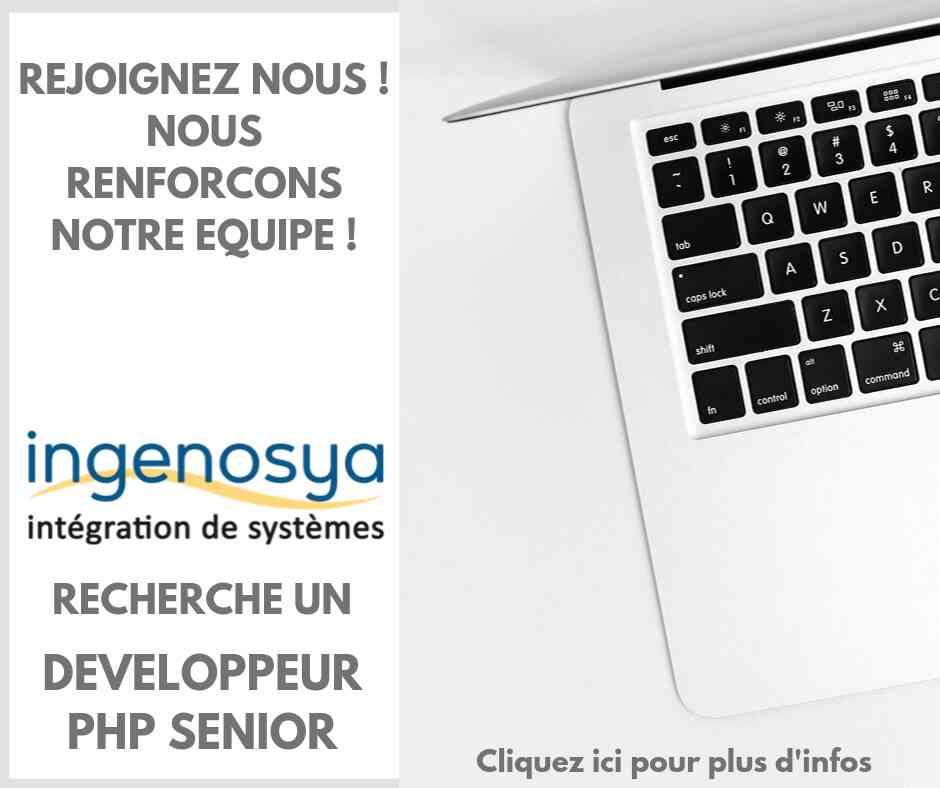 REJOIGNEZ NOUS !
NOUS
RENFORCONS
NOTRE EQUIPE !
ingenosya
intégration de systèmes
RECHERCHE UN
DEVELOPPEUR
PHP SENIOR
esc F1 F2 F3 F4
~ ! @ # $
` 1 2 3 4
tab Q W E R
caps lock A S D
shift Z X C
fn control alt option ⌘ command
Cliquez ici pour plus d'infos